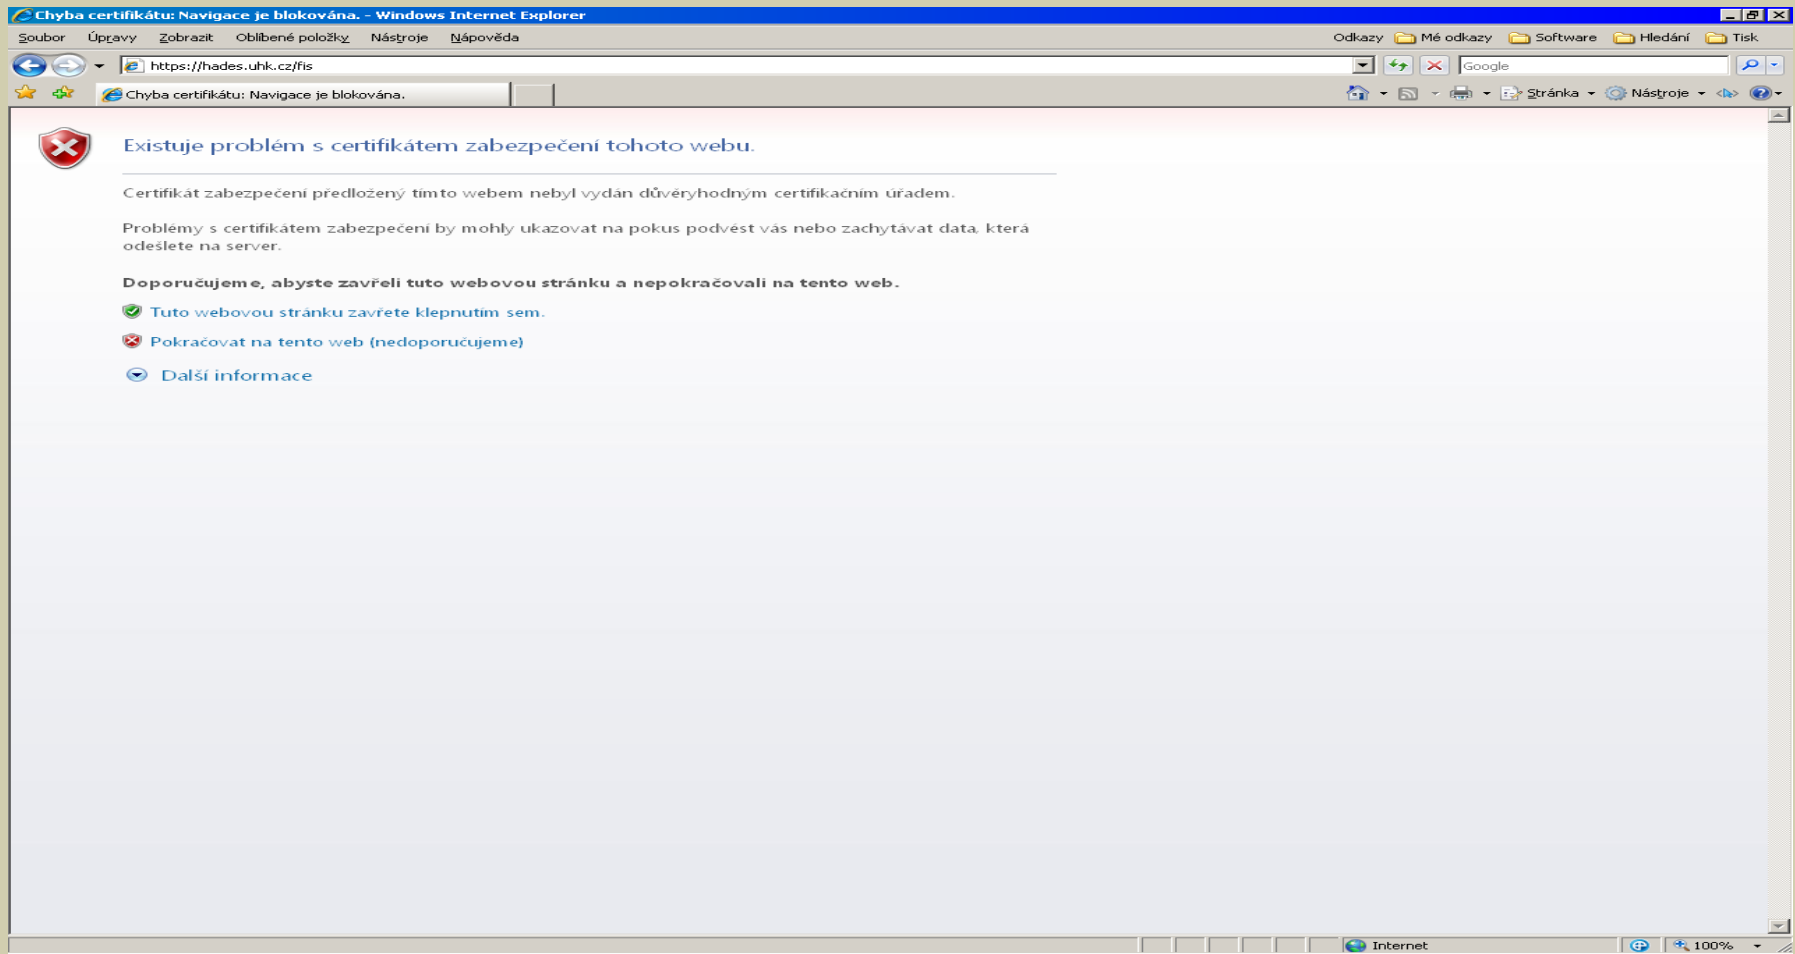 Chyba certifikátu: Navigace je blokována. - Windows Internet Explorer
Soubor Úpravy Zobrazit Oblíbené položky Nástroje Nápověda
Odkazy Mé odkazy Software Hledání Tisk
https://hades.uhk.cz/fis
Google
Chyba certifikátu: Navigace je blokována.
Stránka Nástroje
Existuje problém s certifikátem zabezpečení tohoto webu.
Certifikát zabezpečení předložený tímto webem nebyl vydán důvěryhodným certifikačním úřadem.
Problémy s certifikátem zabezpečení by mohly ukazovat na pokus podvést vás nebo zachytávat data, která
odešlete na server.
Doporučujeme, abyste zavřeli tuto webovou stránku a nepokračovali na tento web.
Tuto webovou stránku zavřete klepnutím sem.
Pokračovat na tento web (nedoporučujeme)
Další informace
Internet
100%